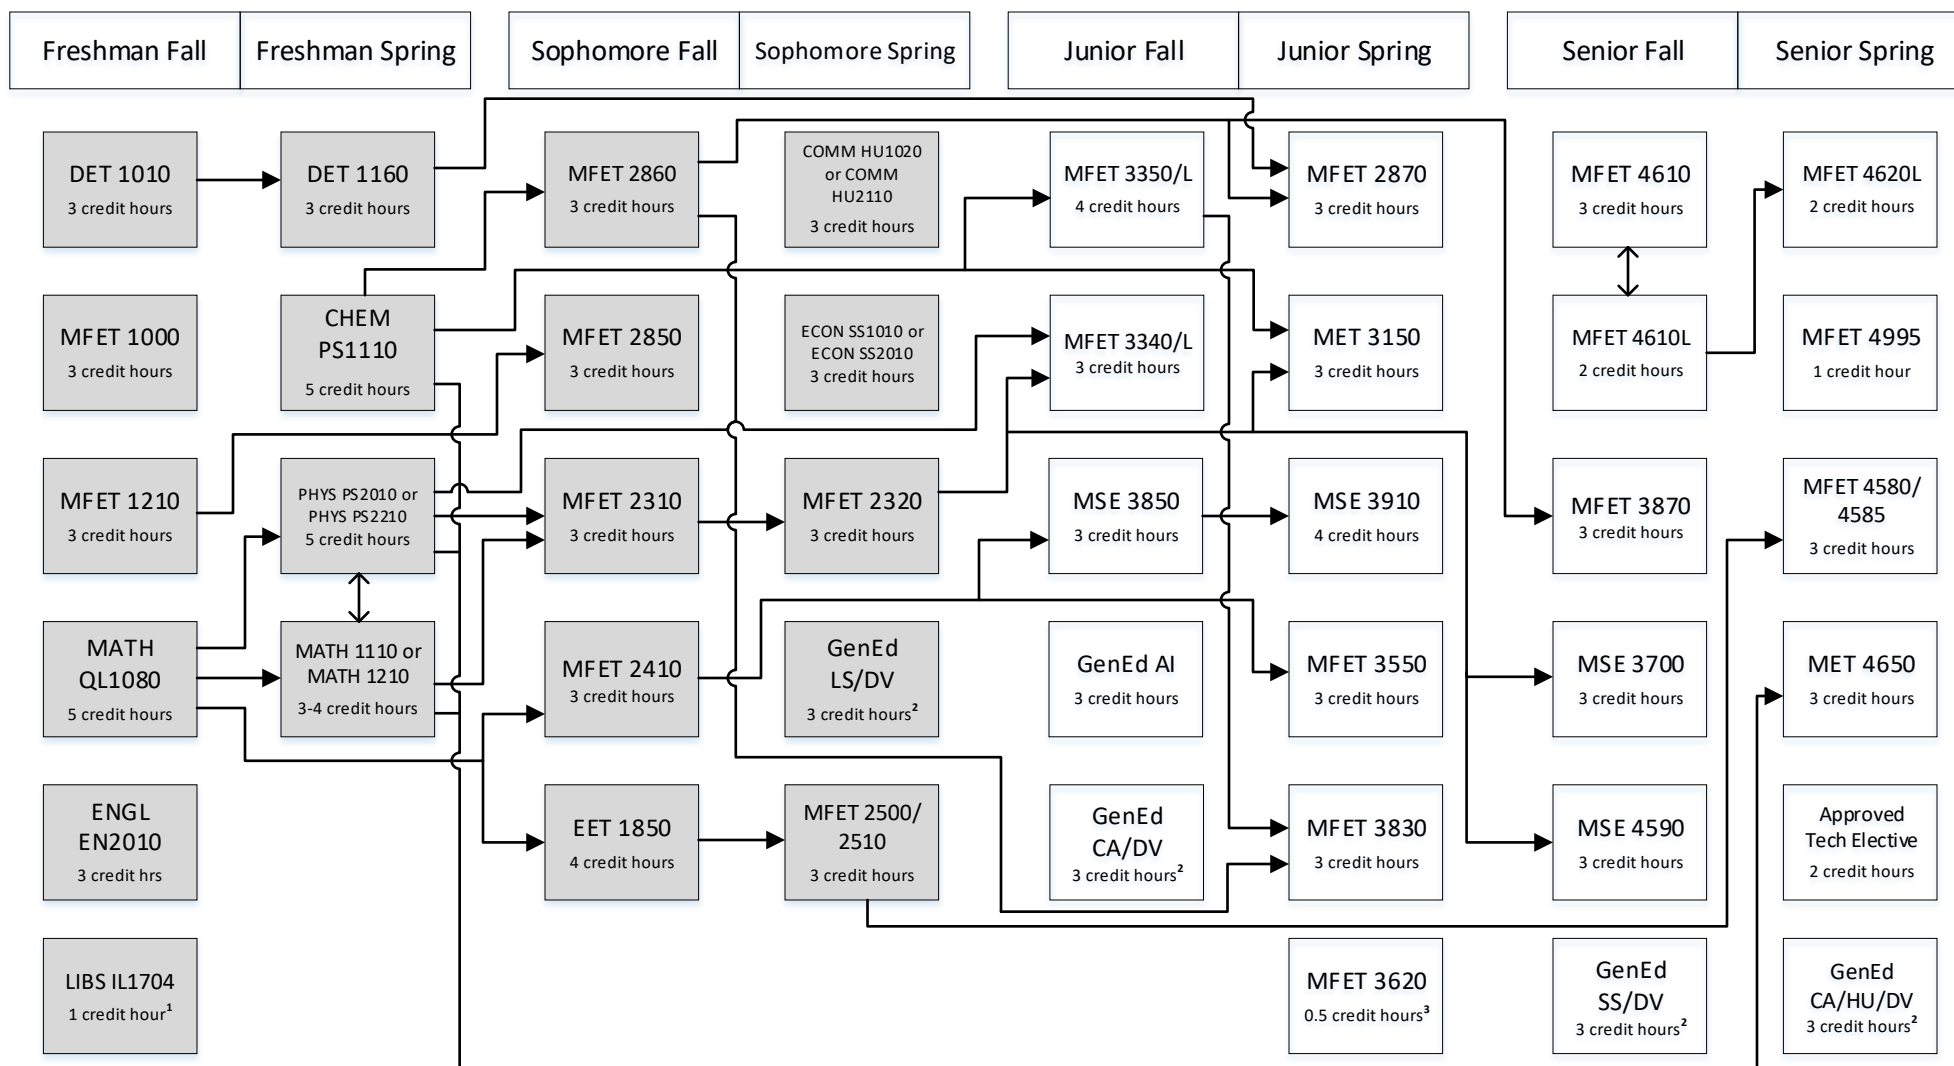 Freshman Fall
Freshman Spring
Sophomore Fall
Sophomore Spring
Junior Fall
Junior Spring
Senior Fall
Senior Spring
DET 1010
3 credit hours
DET 1160
3 credit hours
MFET 2860
3 credit hours
COMM HU1020
or COMM
HU2110
3 credit hours
MFET 3350/L
4 credit hours
MFET 2870
3 credit hours
MFET 4610
3 credit hours
MFET 4620L
2 credit hours
MFET 1000
3 credit hours
CHEM
PS1110
5 credit hours
MFET 2850
3 credit hours
ECON SS1010 or
ECON SS2010
3 credit hours
MFET 3340/L
3 credit hours
MET 3150
3 credit hours
MFET 4610L
2 credit hours
MFET 4995
1 credit hour
MFET 1210
3 credit hours
PHYS PS2010 or
PHYS PS2210
5 credit hours
MFET 2310
3 credit hours
MFET 2320
3 credit hours
MSE 3850
3 credit hours
MSE 3910
4 credit hours
MFET 3870
3 credit hours
MFET 4580/
4585
3 credit hours
MATH
QL1080
5 credit hours
MATH 1110 or
MATH 1210
3-4 credit hours
MFET 2410
3 credit hours
GenEd
LS/DV
3 credit hours²
GenEd AI
3 credit hours
MFET 3550
3 credit hours
MSE 3700
3 credit hours
MET 4650
3 credit hours
ENGL
EN2010
3 credit hrs
EET 1850
4 credit hours
MFET 2500/
2510
3 credit hours
GenEd
CA/DV
3 credit hours²
MFET 3830
3 credit hours
MSE 4590
3 credit hours
Approved
Tech Elective
2 credit hours
LIBS IL1704
1 credit hour¹
MFET 3620
0.5 credit hours³
GenEd
SS/DV
3 credit hours²
GenEd
CA/HU/DV
3 credit hours²